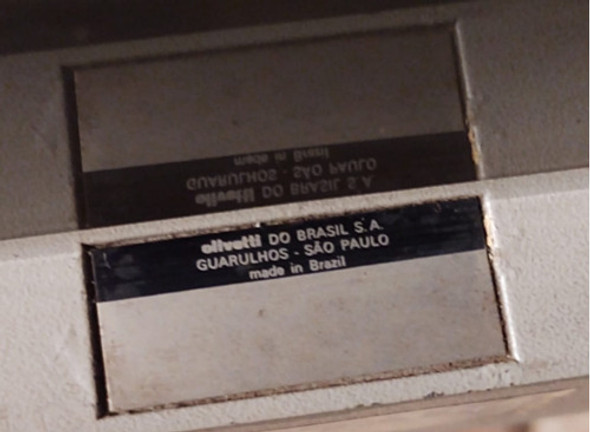 olivetti DO BRASIL S.A.
GUARULHOS - SÃO PAULO
made in Brazil